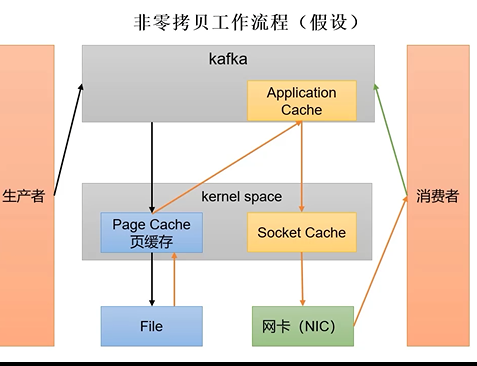 非零拷贝工作流程（假设）
kafka
Application
Cache
生产者
消费者
kernel space
Page Cache
页缓存
Socket Cache
File
网卡（NIC）